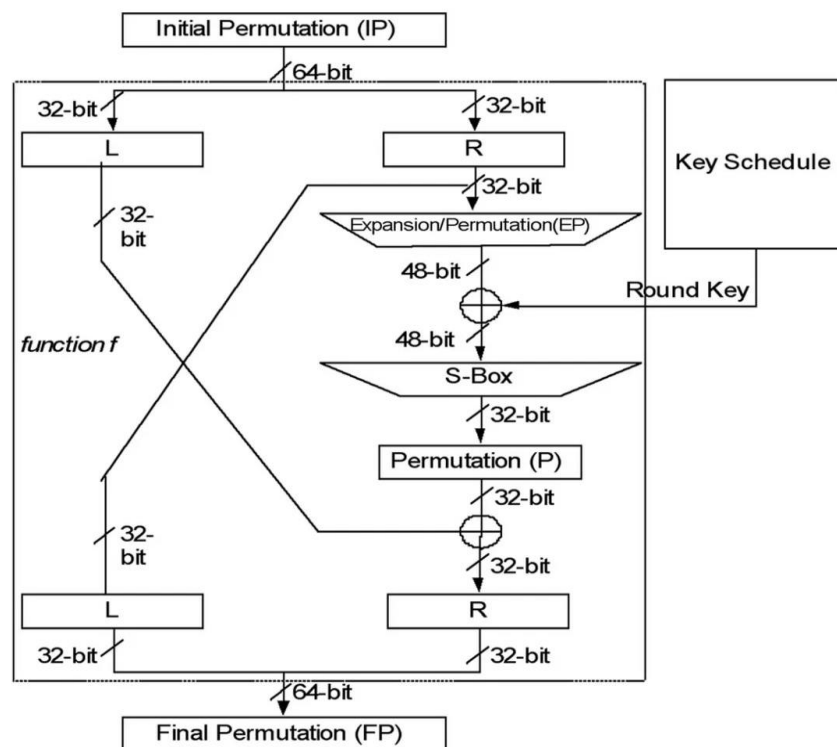 Initial Permutation (IP)
64-bit
32-bit
32-bit
L
R
Key Schedule
32-bit
32-
bit
Expansion/Permutation(EP)
48-bit
Round Key
function f
48-bit
S-Box
32-bit
Permutation (P)
32-bit
32-
bit
32-bit
L
R
32-bit
32-bit
64-bit
Final Permutation (FP)